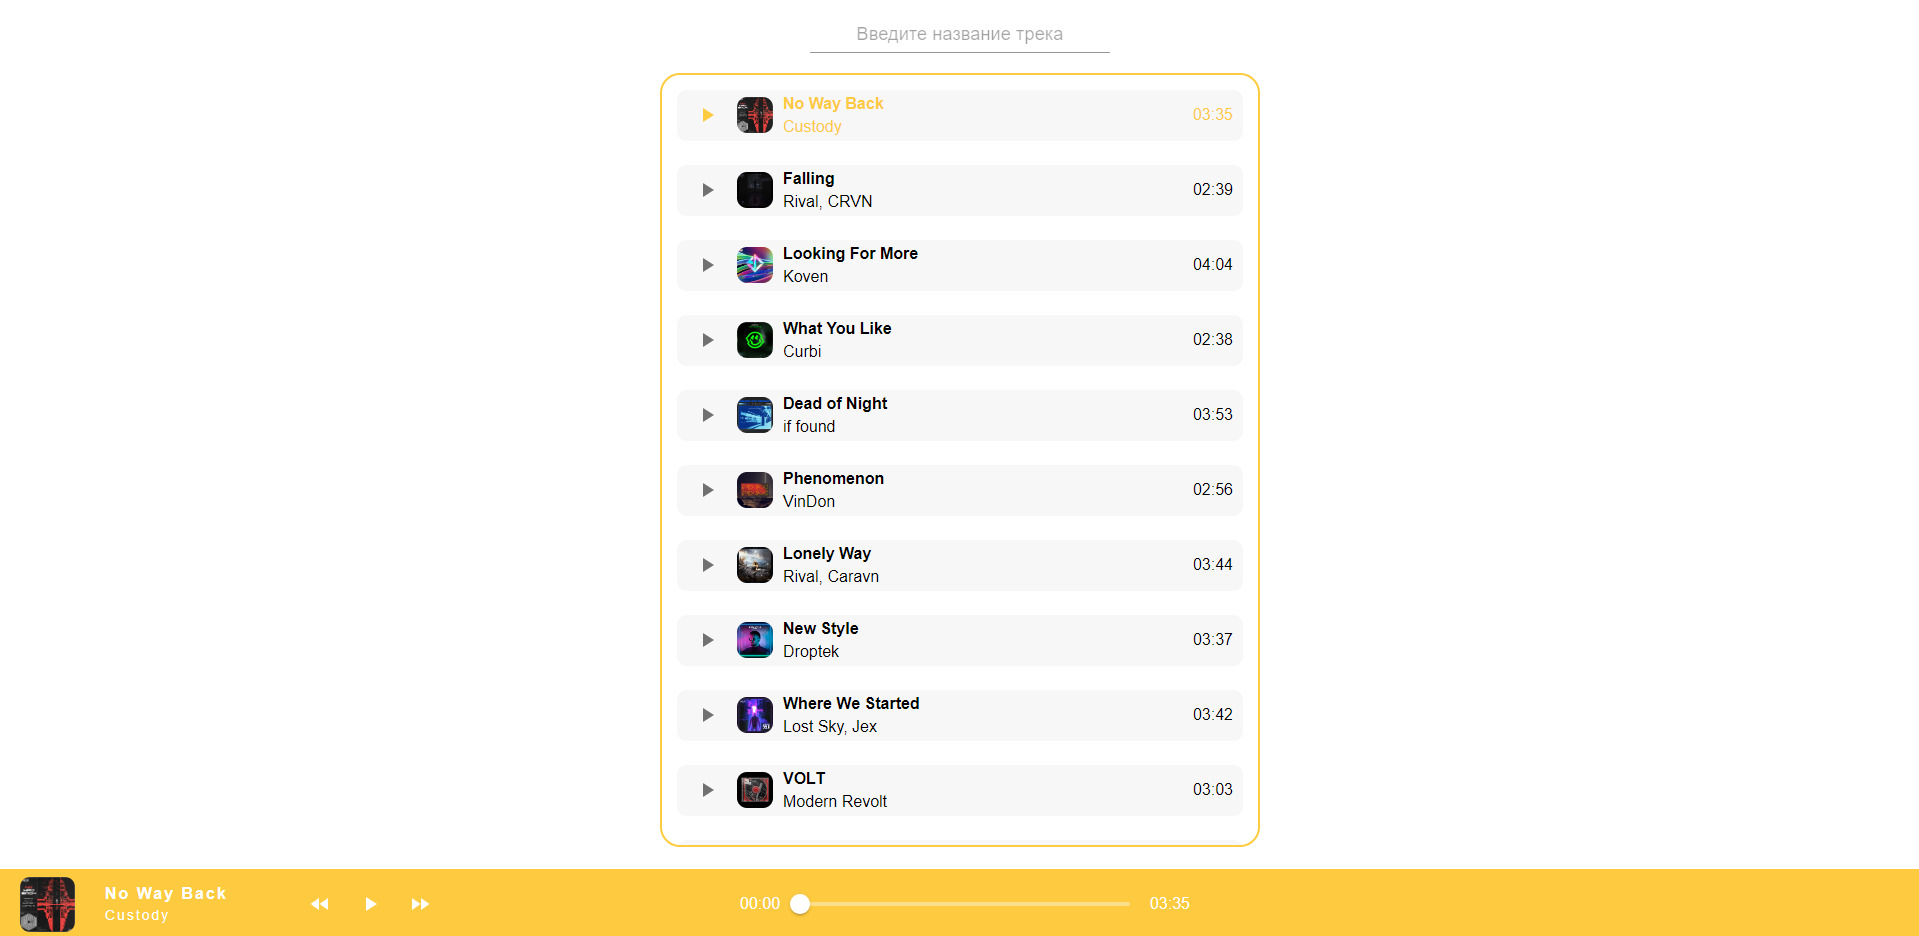 Введите название трека
No Way Back
Custody
03:35
Falling
Rival, CRVN
02:39
Looking For More
Koven
04:04
What You Like
Curbi
02:38
Dead of Night
if found
03:53
Phenomenon
VinDon
02:56
Lonely Way
Rival, Caravn
03:44
New Style
Droptek
03:37
Where We Started
Lost Sky, Jex
03:42
VOLT
Modern Revolt
03:03
No Way Back
Custody
00:00
03:35